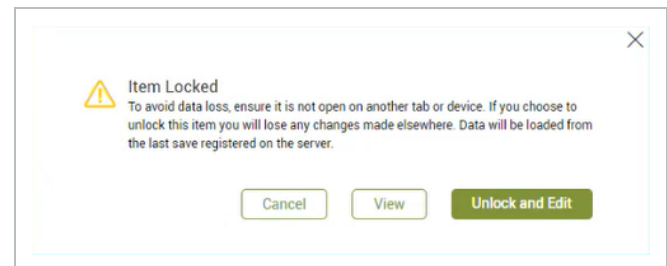 Item Locked
To avoid data loss, ensure it is not open on another tab or device. If you choose to
unlock this item you will lose any changes made elsewhere. Data will be loaded from
the last save registered on the server.
Cancel View Unlock and Edit